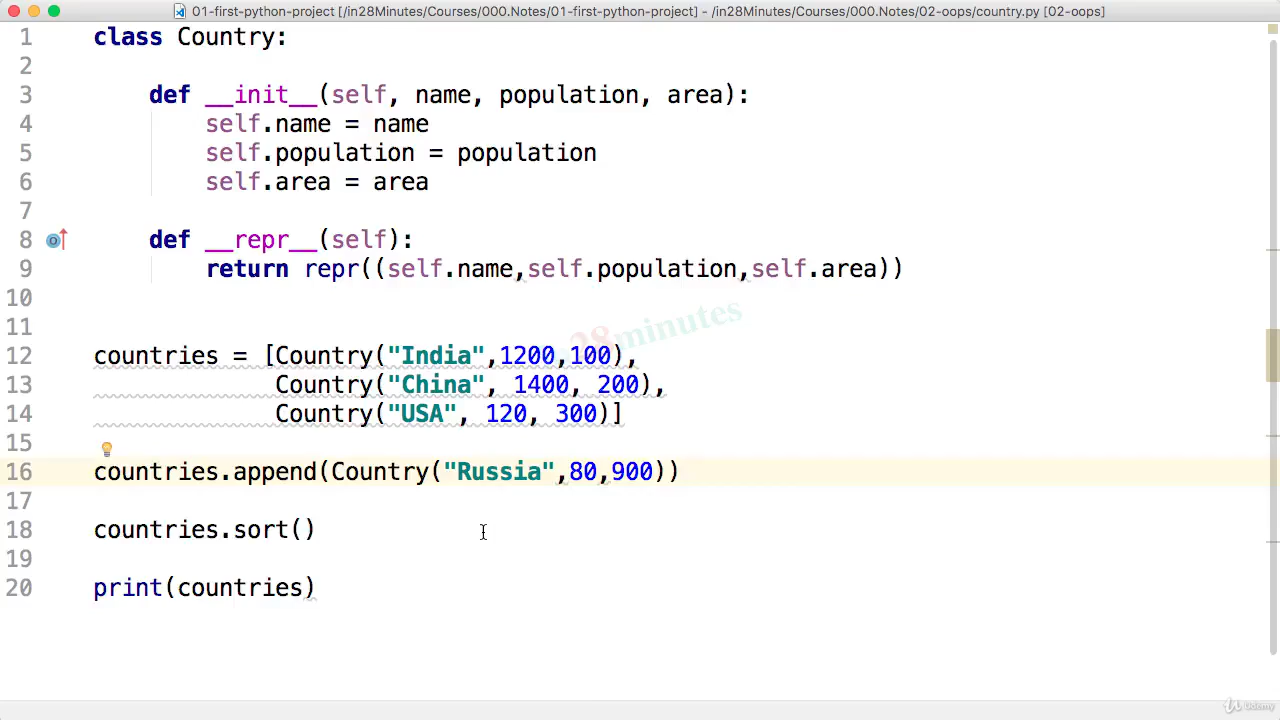 01-first-python-project [/in28Minutes/Courses/000.Notes/01-first-python-project] - /in28Minutes/Courses/000.Notes/02-oops/country.py [02-oops]
1 class Country:
2
3 def __init__(self, name, population, area):
4 self.name = name
5 self.population = population
6 self.area = area
7
8 def __repr__(self):
9 return repr((self.name,self.population,self.area))
10
11
28minutes
12 countries = [Country("India",1200,100),
13 Country("China", 1400, 200),
14 Country("USA", 120, 300)]
15
16 countries.append(Country("Russia",80,900))
17
18 countries.sort()
19
20 print(countries)
Udemy